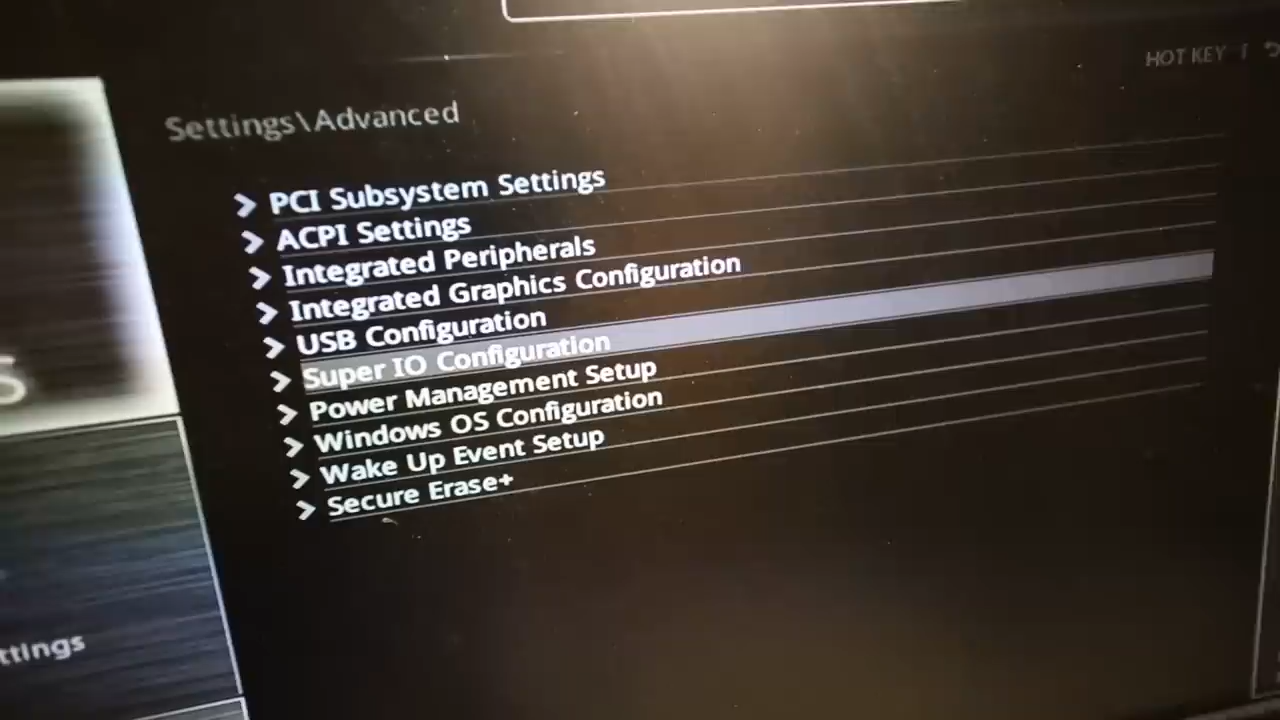 HOT KEY
Settings\Advanced
PCI Subsystem Settings
ACPI Settings
Integrated Peripherals
Integrated Graphics Configuration
USB Configuration
Super IO Configuration
Power Management Setup
Windows OS Configuration
Wake Up Event Setup
Secure Erase+
ttings